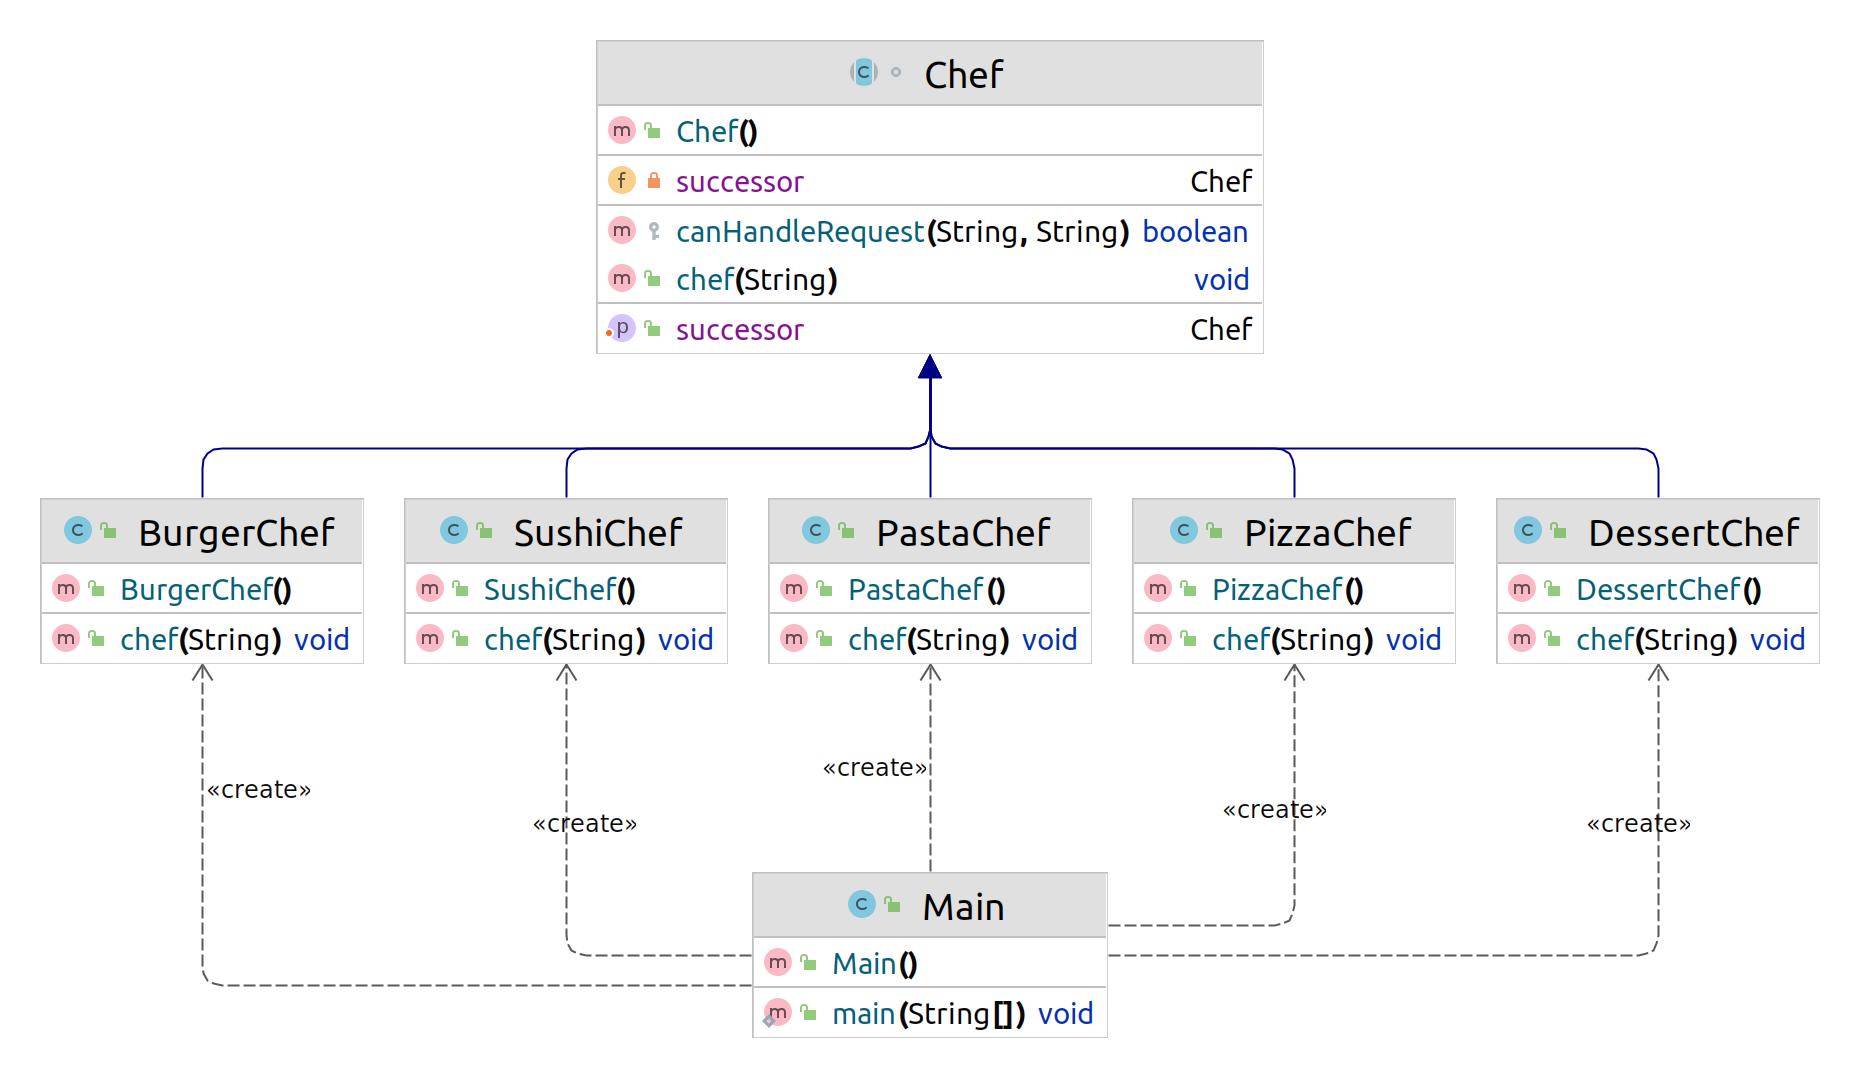 Chef
Chef()
successor Chef
canHandleRequest(String, String) boolean
chef(String) void
successor Chef
BurgerChef
BurgerChef()
chef(String) void
SushiChef
SushiChef()
chef(String) void
PastaChef
PastaChef()
chef(String) void
PizzaChef
PizzaChef()
chef(String) void
DessertChef
DessertChef()
chef(String) void
«create»
«create»
«create»
«create»
«create»
Main
Main()
main(String[]) void